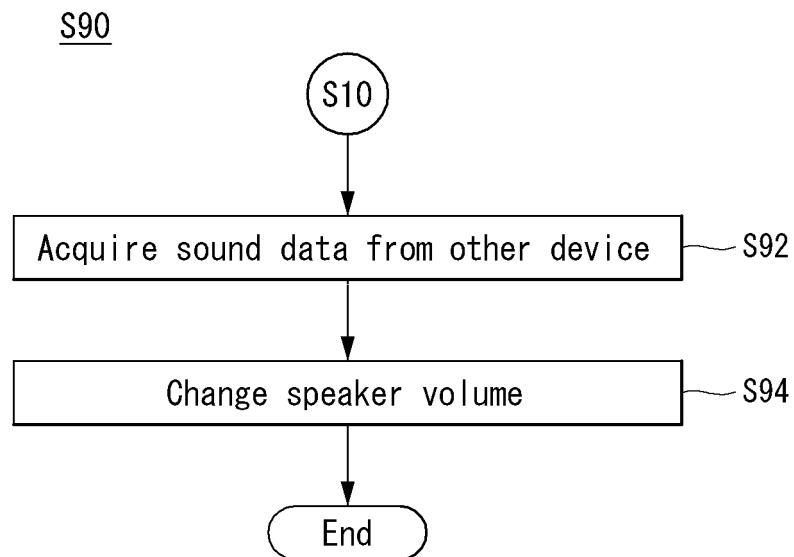 S90
S10
Acquire sound data from other device
S92
Change speaker volume
S94
End